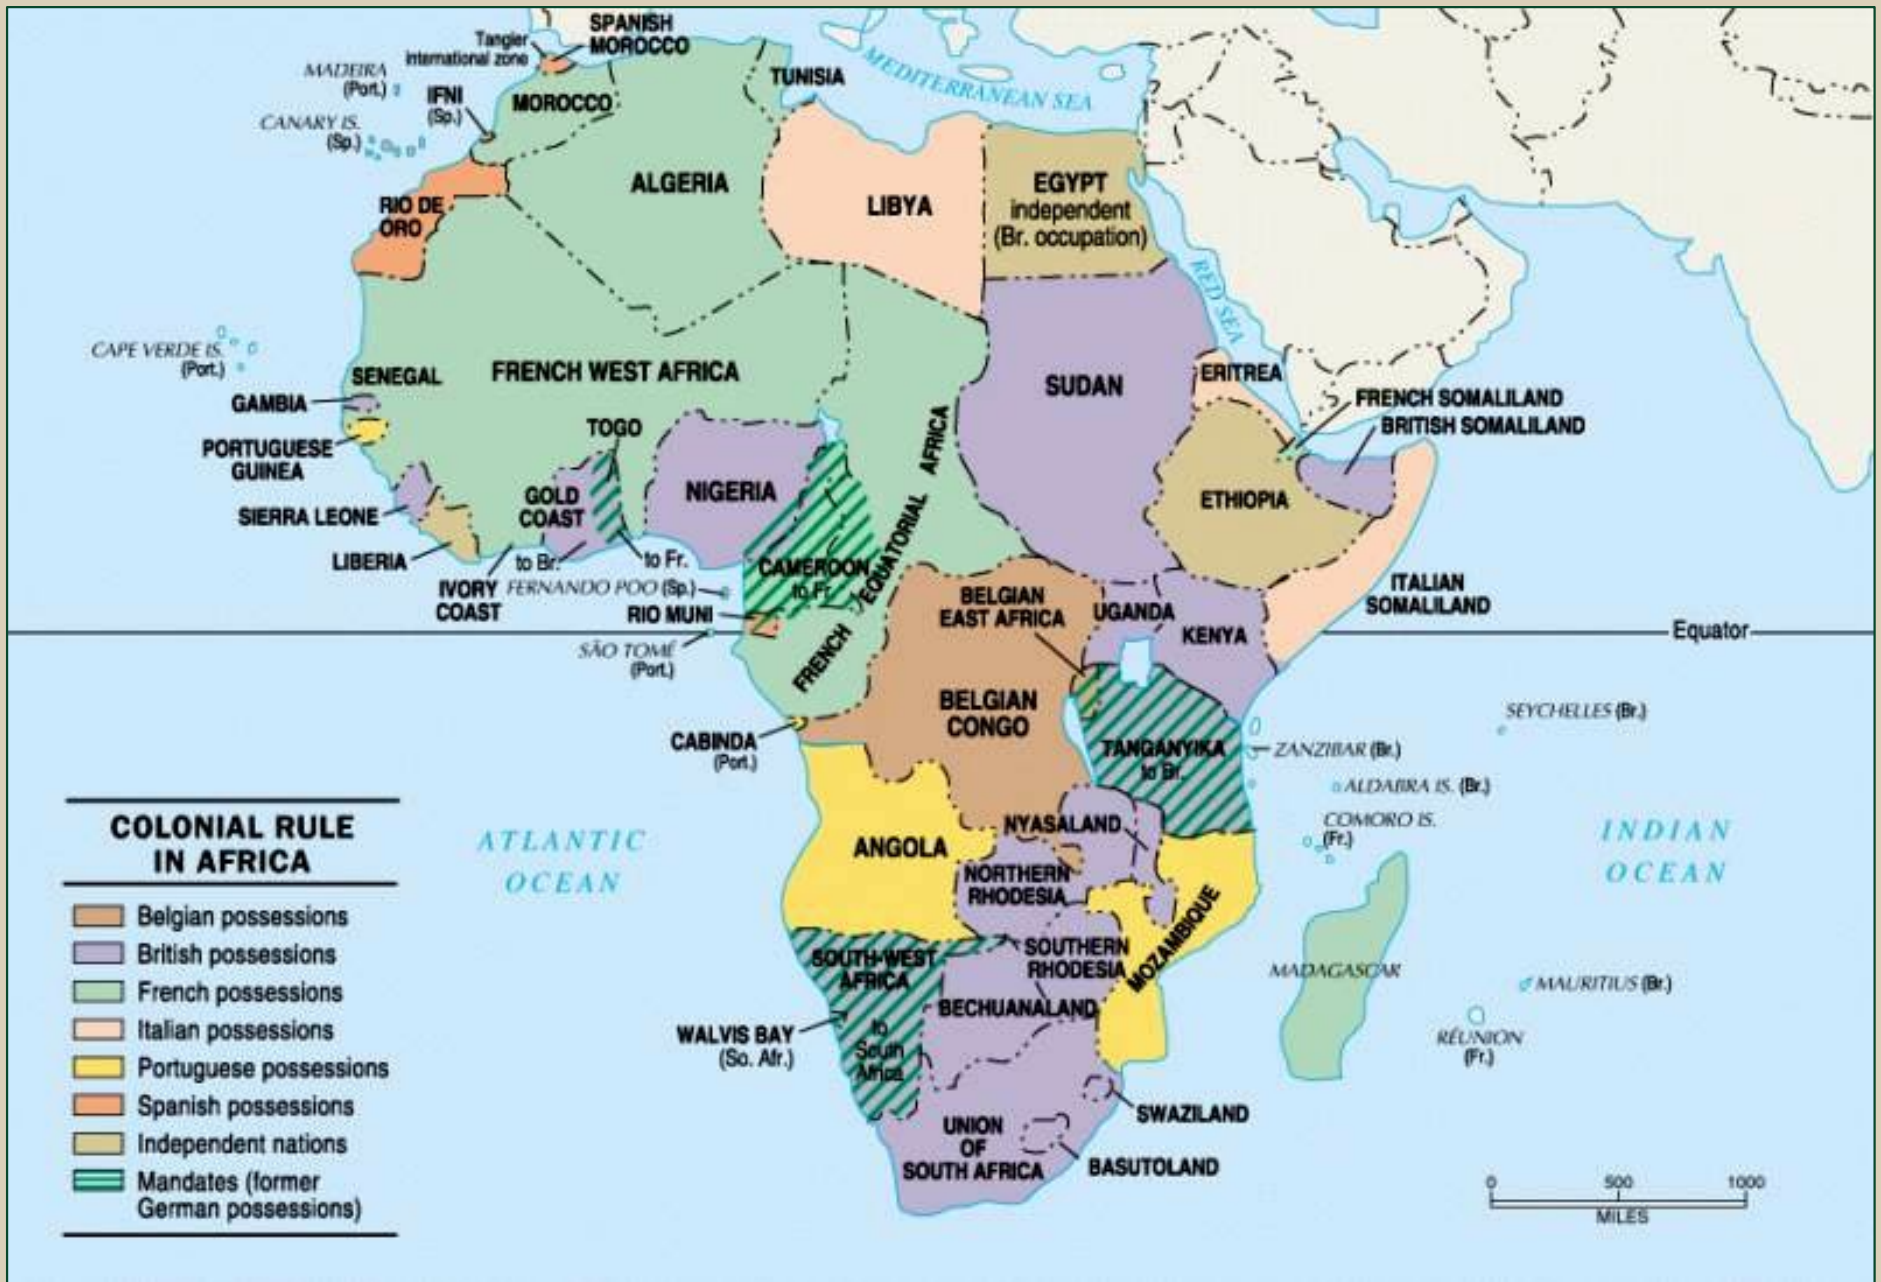 SPANISH
MOROCCO
Tangier
international zone
MADEIRA
(Port.)
IFNI
(Sp.)
CANARY IS.
(Sp.)
MOROCCO
TUNISIA
MEDITERRANEAN SEA
ALGERIA
LIBYA
EGYPT
independent
(Br. occupation)
RIO DE
ORO
RED SEA
CAPE VERDE IS.
(Port.)
SENEGAL
FRENCH WEST AFRICA
SUDAN
ERITREA
FRENCH SOMALILAND
BRITISH SOMALILAND
GAMBIA
TOGO
PORTUGUESE
GUINEA
NIGERIA
GOLD
COAST
ETHIOPIA
SIERRA LEONE
LIBERIA
to Br.
to Fr.
IVORY
COAST
FERNANDO POO (Sp.)
CAMEROON
to Fr.
FRENCH EQUATORIAL AFRICA
RIO MUNI
BELGIAN
EAST AFRICA
UGANDA
KENYA
ITALIAN
SOMALILAND
Equator
SÃO TOMÉ
(Port.)
BELGIAN
CONGO
SEYCHELLES (Br.)
CABINDA
(Port.)
TANGANYIKA
to Br.
ZANZIBAR (Br.)
ALDABRA IS. (Br.)
COMORO IS.
(Fr.)
NYASALAND
ATLANTIC
OCEAN
ANGOLA
INDIAN
OCEAN
NORTHERN
RHODESIA
MOZAMBIQUE
SOUTHERN
RHODESIA
SOUTH-WEST
AFRICA
to
South
Africa
MADAGASCAR
MAURITIUS (Br.)
BECHUANALAND
WALVIS BAY
(So. Afr.)
RÉUNION
(Fr.)
SWAZILAND
UNION
OF
SOUTH AFRICA
BASUTOLAND
COLONIAL RULE
IN AFRICA
Belgian possessions
British possessions
French possessions
Italian possessions
Portuguese possessions
Spanish possessions
Independent nations
Mandates (former
German possessions)
0 500 1000
MILES